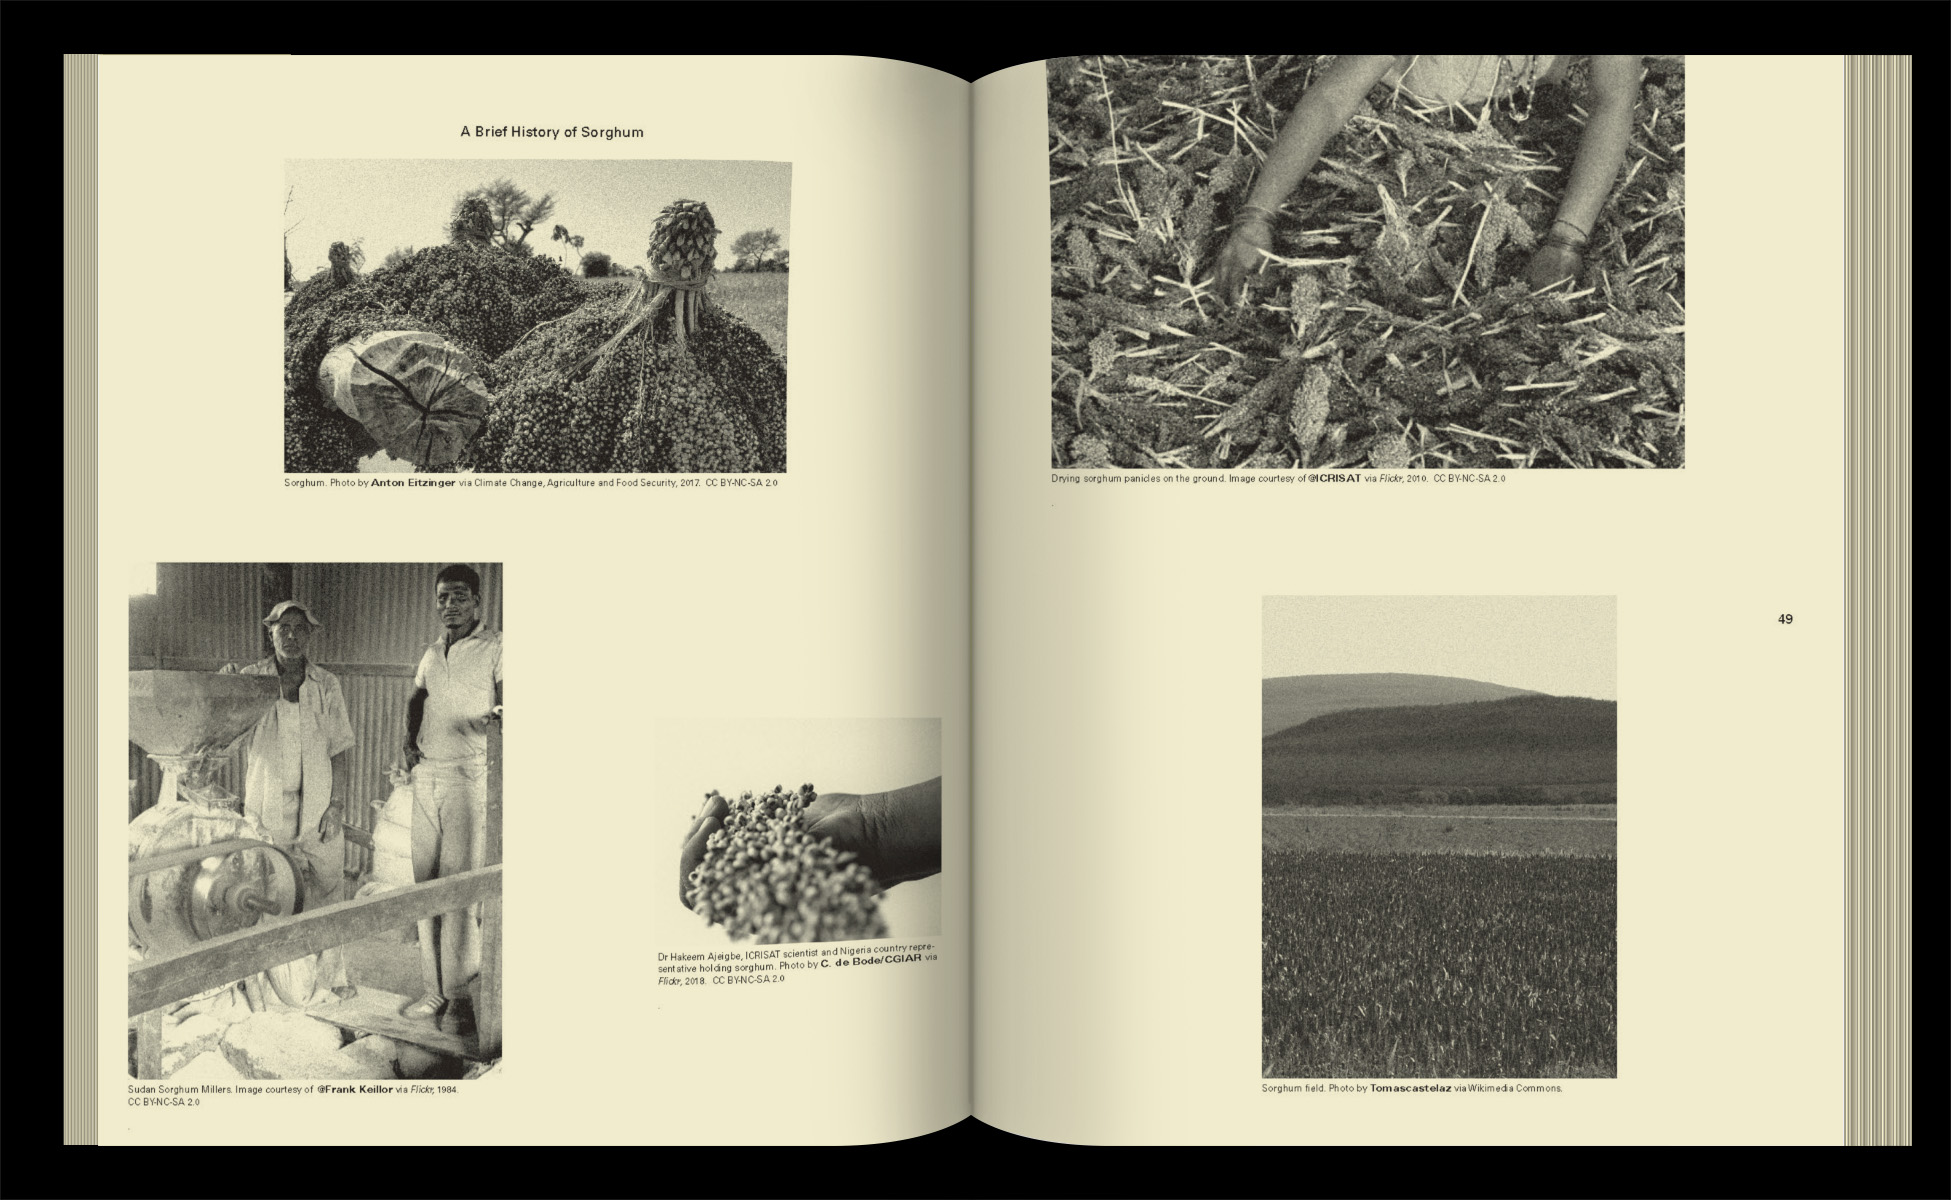 A Brief History of Sorghum
Sorghum. Photo by Anton Eitzinger via Climate Change, Agriculture and Food Security, 2017. CC BY-NC-SA 2.0
Sudan Sorghum Millers. Image courtesy of @Frank Keillor via Flickr, 1984.
CC BY-NC-SA 2.0
Dr Hakeem Ajeigbe, ICRISAT scientist and Nigeria country repre-
sentative holding sorghum. Photo by C. de Bode/CGIAR via
Flickr, 2018. CC BY-NC-SA 2.0
Drying sorghum panicles on the ground. Image courtesy of @ICRISAT via Flickr, 2010. CC BY-NC-SA 2.0
49
Sorghum field. Photo by Tomascastelaz via Wikimedia Commons.